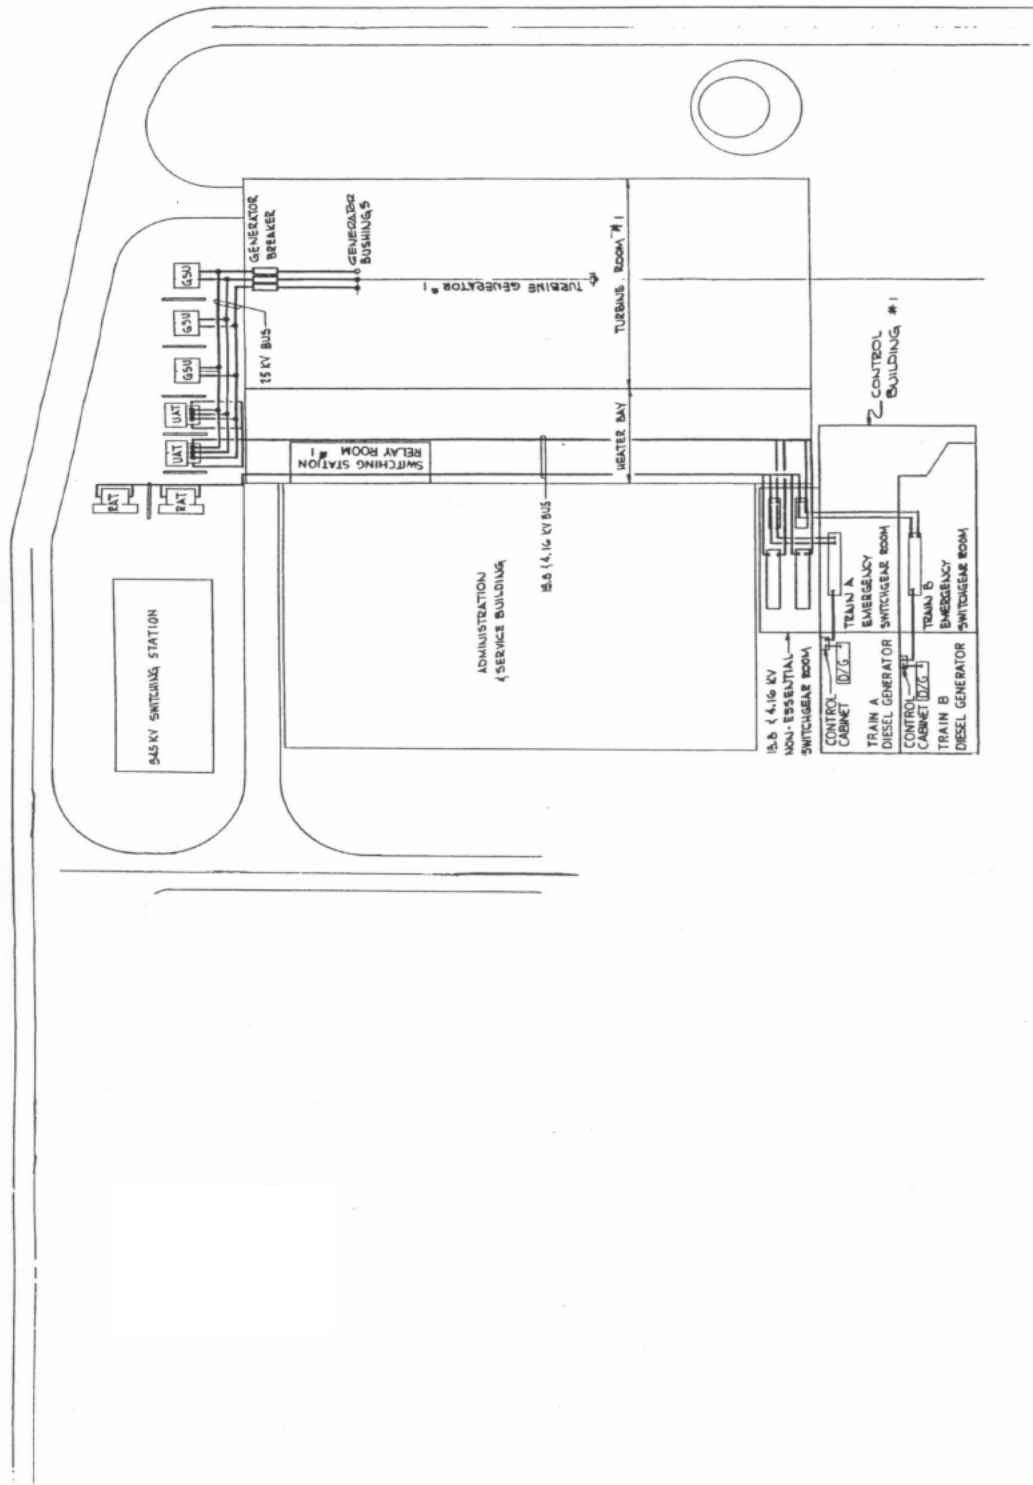 GENERATOR
BREAKER
GENERATOR
BUSHINGS
GSU
GSU
GSU
UAT
UAT
RAT
RAT
25 KV BUS
TURBINE GENERATOR #1
TURBINE ROOM #1
HEATER BAY
SWITCHING STATION
RELAY ROOM #1
13.8 & 4.16 KV BUS
345 KV SWITCHING STATION
ADMINISTRATION
& SERVICE BUILDING
CONTROL
BUILDING #1
13.8 & 4.16 KV
NON-ESSENTIAL
SWITCHGEAR ROOM
TRAIN A
EMERGENCY
SWITCHGEAR ROOM
TRAIN B
EMERGENCY
SWITCHGEAR ROOM
CONTROL
CABINET
D/G
TRAIN A
DIESEL GENERATOR
CONTROL
CABINET
D/G
TRAIN B
DIESEL GENERATOR